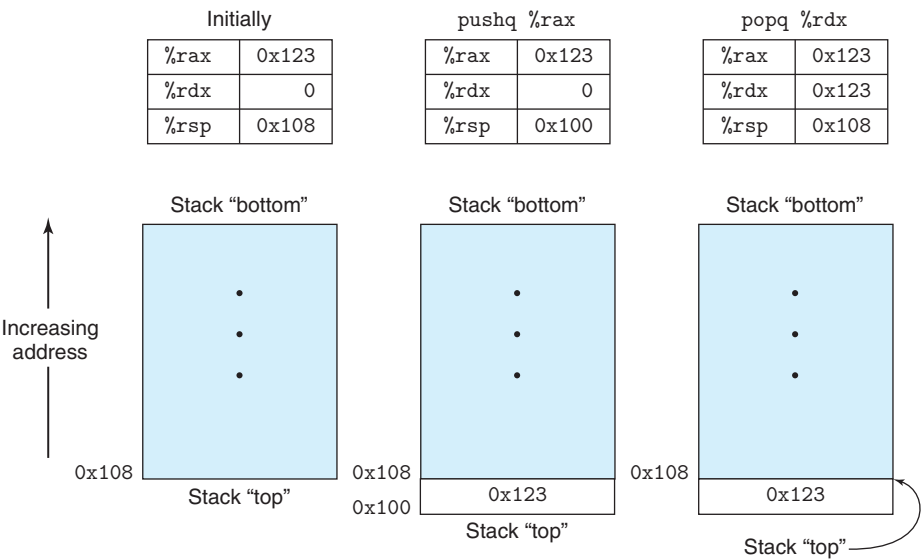 Initially
%rax 0x123
%rdx 0
%rsp 0x108
pushq %rax
%rax 0x123
%rdx 0
%rsp 0x100
popq %rdx
%rax 0x123
%rdx 0x123
%rsp 0x108
Increasing
address
Stack “bottom”
0x108
Stack “top”
Stack “bottom”
0x108
0x123
0x100
Stack “top”
Stack “bottom”
0x108
0x123
Stack “top”